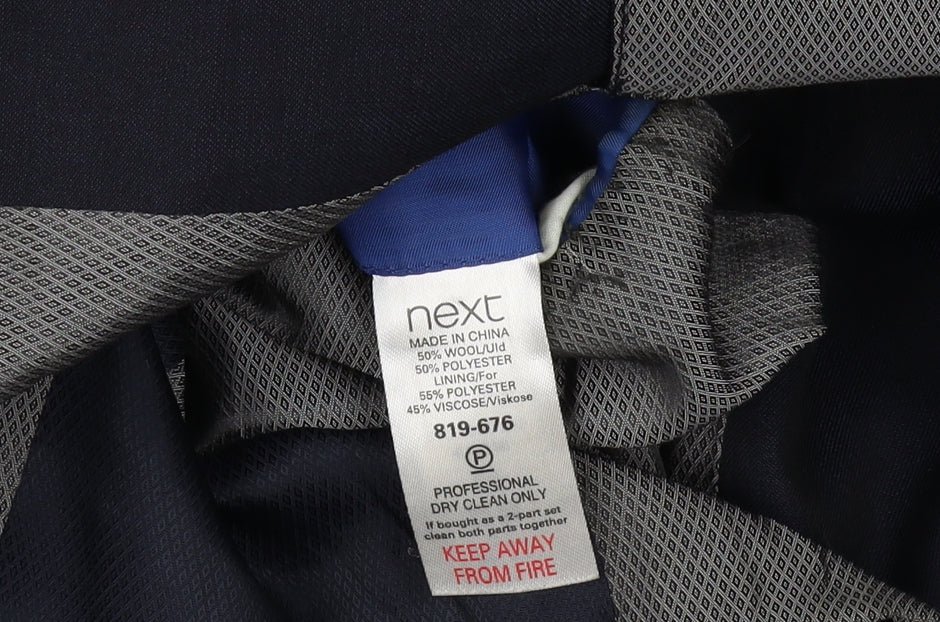 next
MADE IN CHINA
50% WOOL/Uld
50% POLYESTER
LINING/For
55% POLYESTER
45% VISCOSE/Viskose
819-676
P
PROFESSIONAL
DRY CLEAN ONLY
If bought as a 2-part set
clean both parts together
KEEP AWAY
FROM FIRE